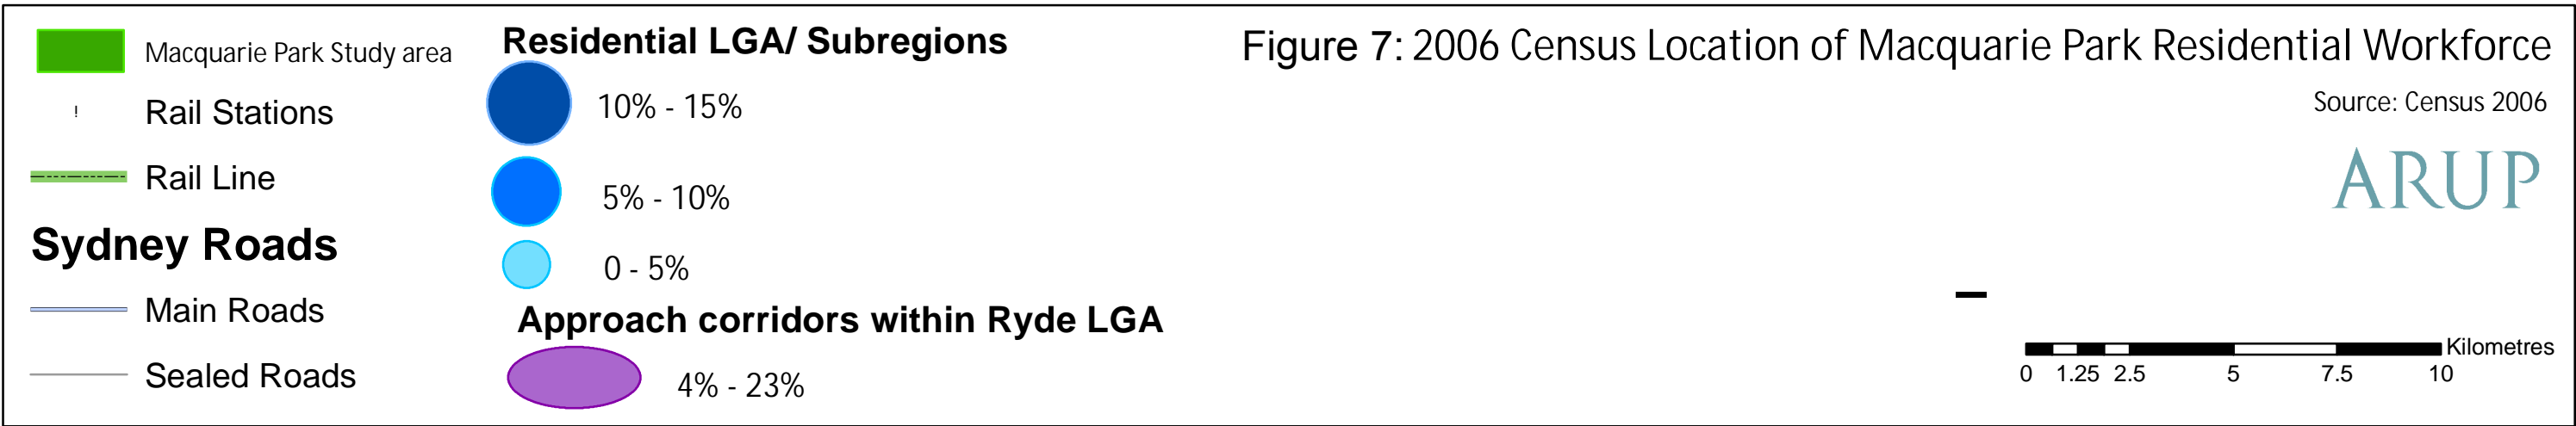 Macquarie Park Study area
! Rail Stations
Rail Line
Sydney Roads
Main Roads
Sealed Roads
Residential LGA/ Subregions
10% - 15%
5% - 10%
0 - 5%
Approach corridors within Ryde LGA
4% - 23%
Figure 7: 2006 Census Location of Macquarie Park Residential Workforce
Source: Census 2006
ARUP
Kilometres
0 1.25 2.5 5 7.5 10